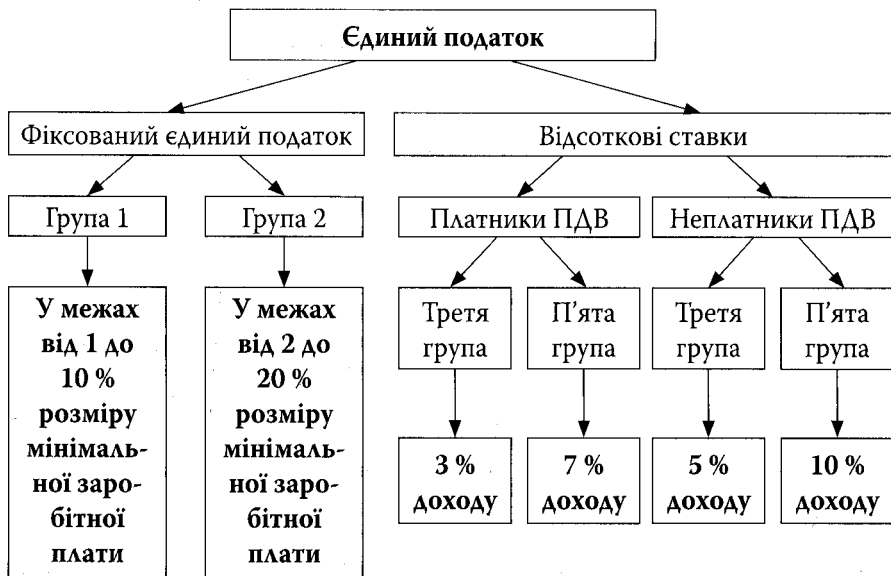 Єдиний податок
Фіксований єдиний податок
Відсоткові ставки
Група 1
Група 2
Платники ПДВ
Неплатники ПДВ
У межах
від 1 до
10 %
розміру
мінімаль-
ної заро-
бітної
плати
У межах
від 2 до
20 %
розміру
мінімаль-
ної заро-
бітної
плати
Третя
група
П'ята
група
Третя
група
П'ята
група
3 %
доходу
7 %
доходу
5 %
доходу
10 %
доходу